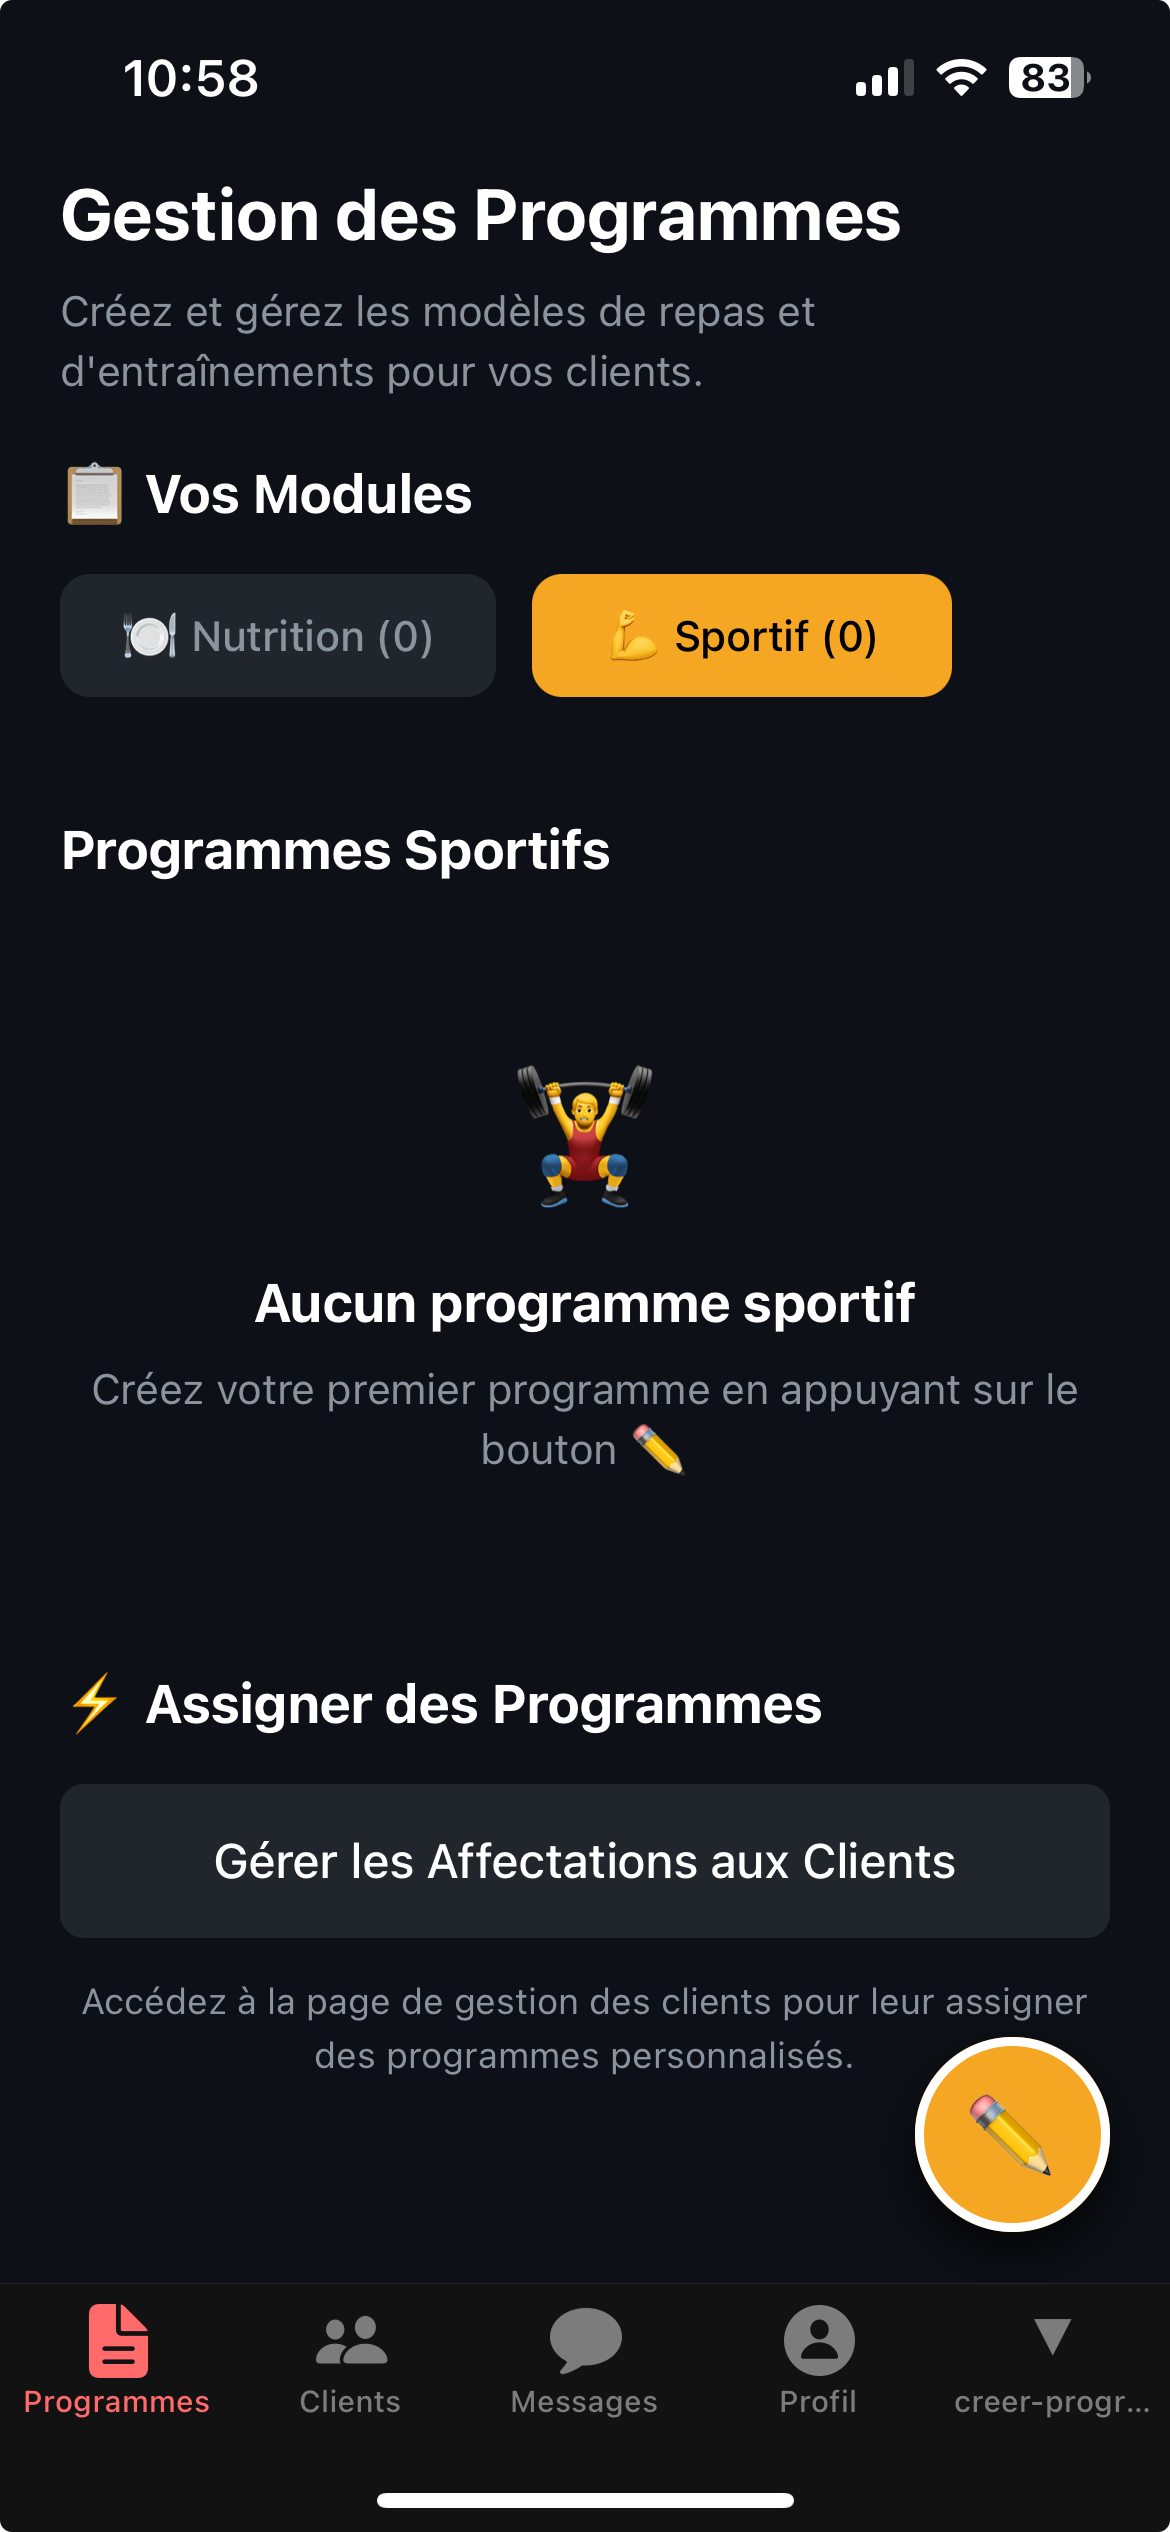 10:58
83
Gestion des Programmes
Créez et gérez les modèles de repas et
d'entraînements pour vos clients.
📋 Vos Modules
🍽️ Nutrition (0)
💪 Sportif (0)
Programmes Sportifs
Aucun programme sportif
Créez votre premier programme en appuyant sur le
bouton ✏️
⚡ Assigner des Programmes
Gérer les Affectations aux Clients
Accédez à la page de gestion des clients pour leur assigner
des programmes personnalisés.
Programmes
Clients
Messages
Profil
creer-progr...